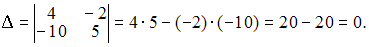 Δ = | 4 −2 |
| −10 5 | = 4·5 − (−2)·(−10) = 20 − 20 = 0.